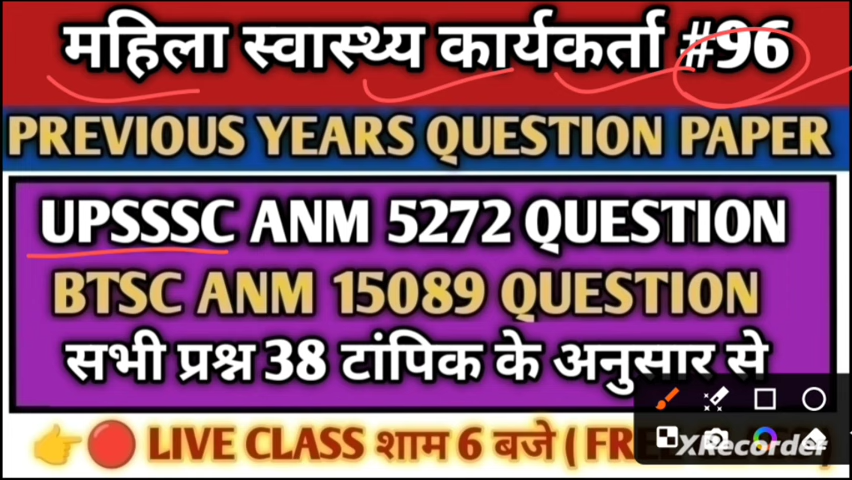 महिला स्वास्थ्य कार्यकर्ता #96
PREVIOUS YEARS QUESTION PAPER
UPSSSC ANM 5272 QUESTION
BTSC ANM 15089 QUESTION
सभी प्रश्न 38 टांपिक के अनुसार से
LIVE CLASS शाम 6 बजे ( FRE
XRecorder